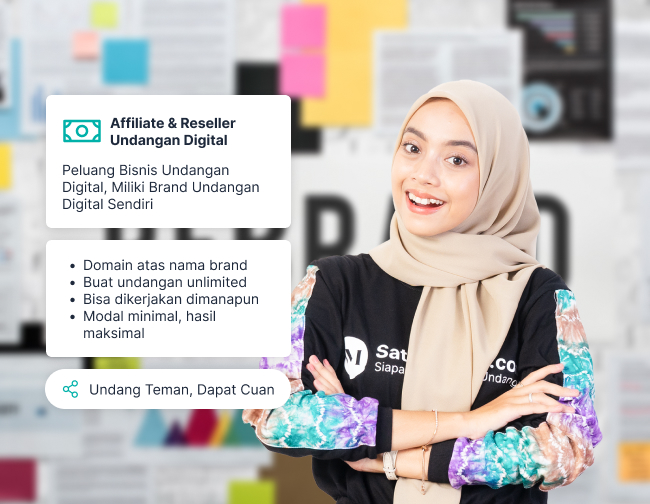 Affiliate & Reseller
Undangan Digital
Peluang Bisnis Undangan
Digital, Miliki Brand Undangan
Digital Sendiri
Domain atas nama brand
Buat undangan unlimited
Bisa dikerjakan dimanapun
Modal minimal, hasil
maksimal
Undang Teman, Dapat Cuan